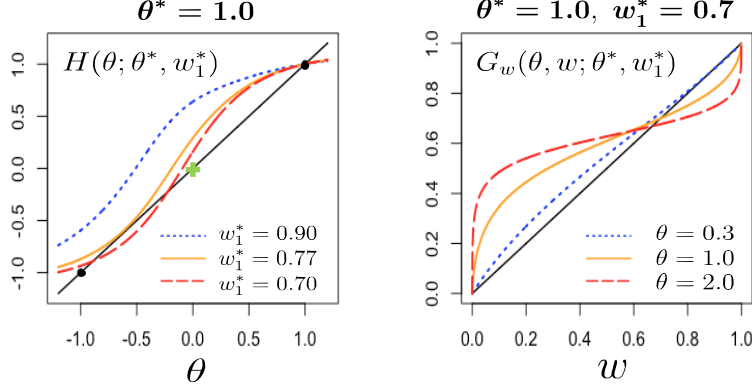 θ* = 1.0
H(θ; θ*, w₁*)
1.0
0.5
0.0
-0.5
-1.0
w₁* = 0.90
w₁* = 0.77
w₁* = 0.70
-1.0 -0.5 0.0 0.5 1.0
θ
θ* = 1.0, w₁* = 0.7
G_w(θ, w; θ*, w₁*)
1.0
0.8
0.6
0.4
0.2
0.0
θ = 0.3
θ = 1.0
θ = 2.0
0.0 0.2 0.4 0.6 0.8 1.0
w